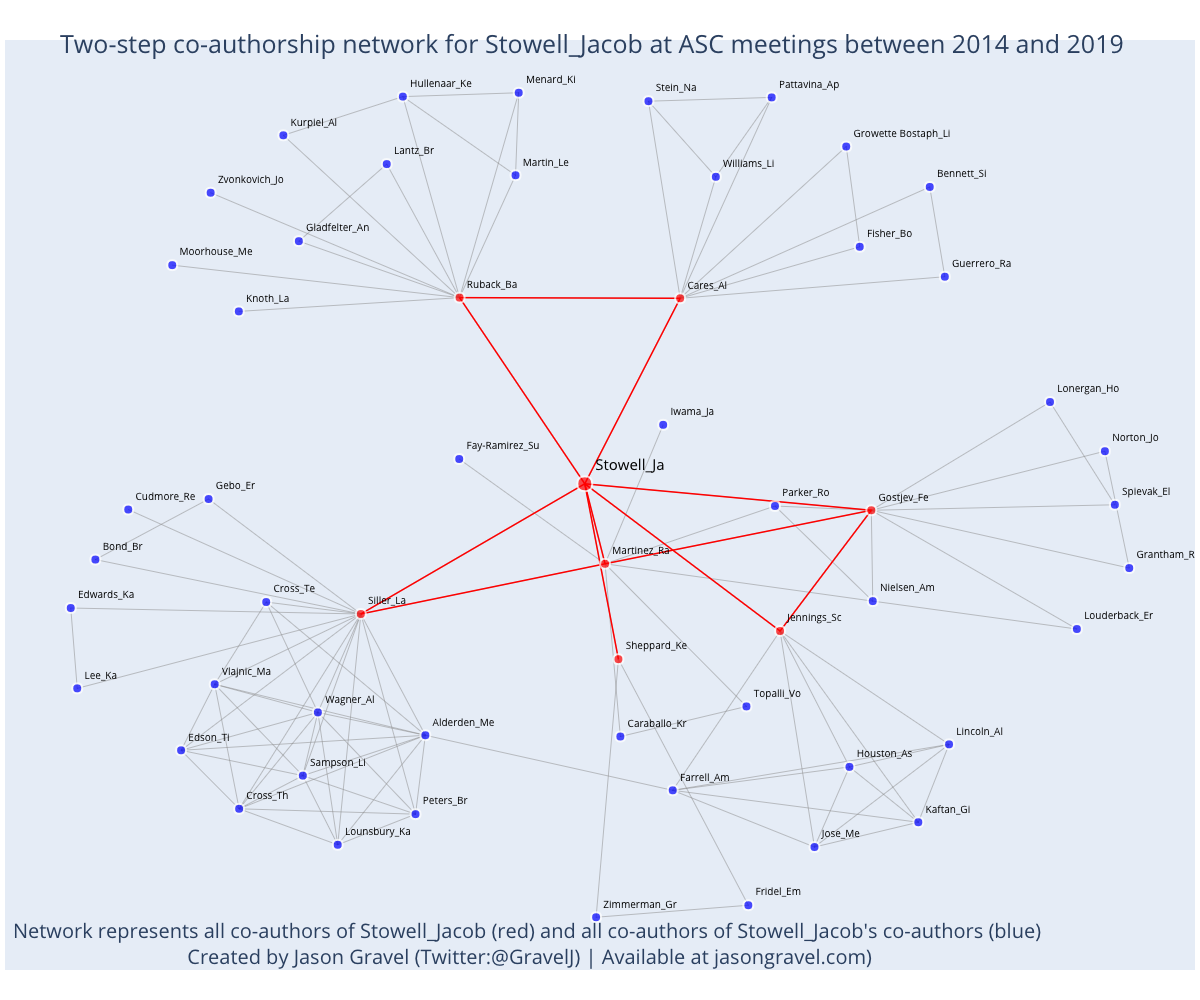 Two-step co-authorship network for Stowell_Jacob at ASC meetings between 2014 and 2019
Menard_Ki
Hullenaar_Ke
Stein_Na
Pattavina_Ap
Kurpiel_Al
Growette Bostaph_Li
Lantz_Br
Martin_Le
Williams_Li
Zvonkovich_Jo
Bennett_Si
Gladfelter_An
Fisher_Bo
Moorhouse_Me
Guerrero_Ra
Ruback_Ba
Cares_Al
Knoth_La
Lonergan_Ho
Iwama_Ja
Norton_Jo
Fay-Ramirez_Su
Stowell_Ja
Gebo_Er
Cudmore_Re
Parker_Ro
Gostjev_Fe
Spievak_El
Bond_Br
Martinez_Ra
Grantham_R
Cross_Te
Nielsen_Am
Edwards_Ka
Siller_La
Louderback_Er
Jennings_Sc
Sheppard_Ke
Vlajnic_Ma
Lee_Ka
Topalli_Vo
Wagner_Al
Alderden_Me
Caraballo_Kr
Lincoln_Al
Edson_Ti
Houston_As
Sampson_Li
Farrell_Am
Cross_Th
Peters_Br
Kaftan_Gi
Lounsbury_Ka
Jose_Me
Fridel_Em
Zimmerman_Gr
Network represents all co-authors of Stowell_Jacob (red) and all co-authors of Stowell_Jacob's co-authors (blue)
Created by Jason Gravel (Twitter:@GravelJ) | Available at jasongravel.com)